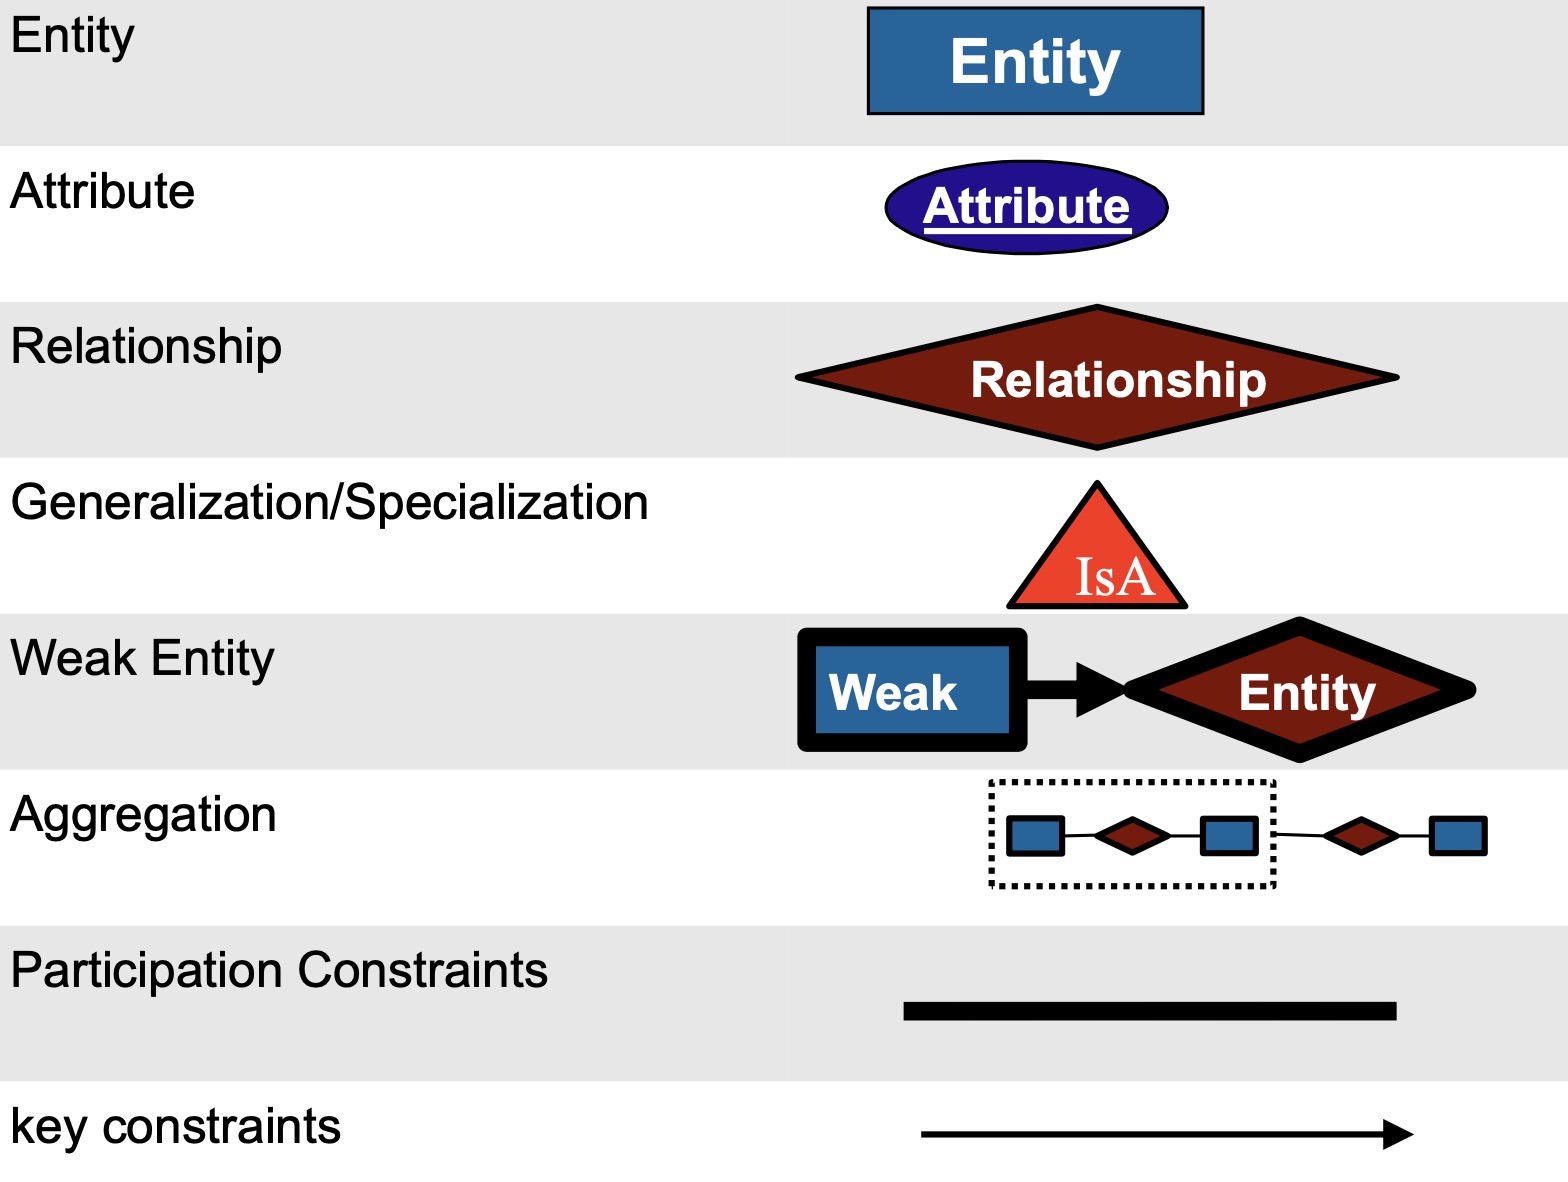 Entity
Entity
Attribute
Attribute
Relationship
Relationship
Generalization/Specialization
IsA
Weak Entity
Weak
Entity
Aggregation
Participation Constraints
key constraints